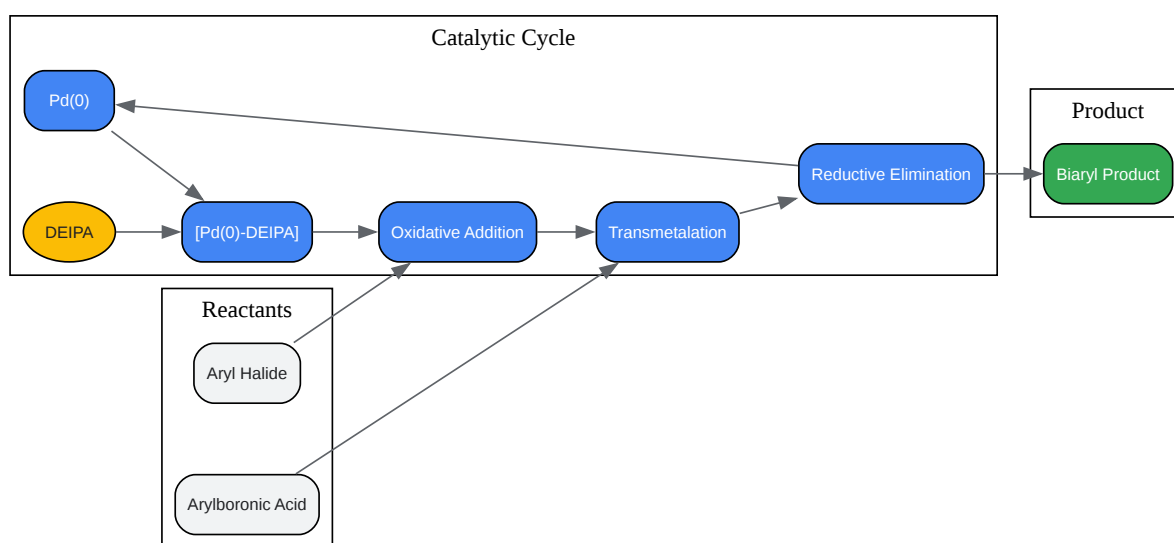 Catalytic Cycle
Pd(0)
DEIPA
[Pd(0)-DEIPA]
Oxidative Addition
Transmetalation
Reductive Elimination
Product
Biaryl Product
Reactants
Aryl Halide
Arylboronic Acid